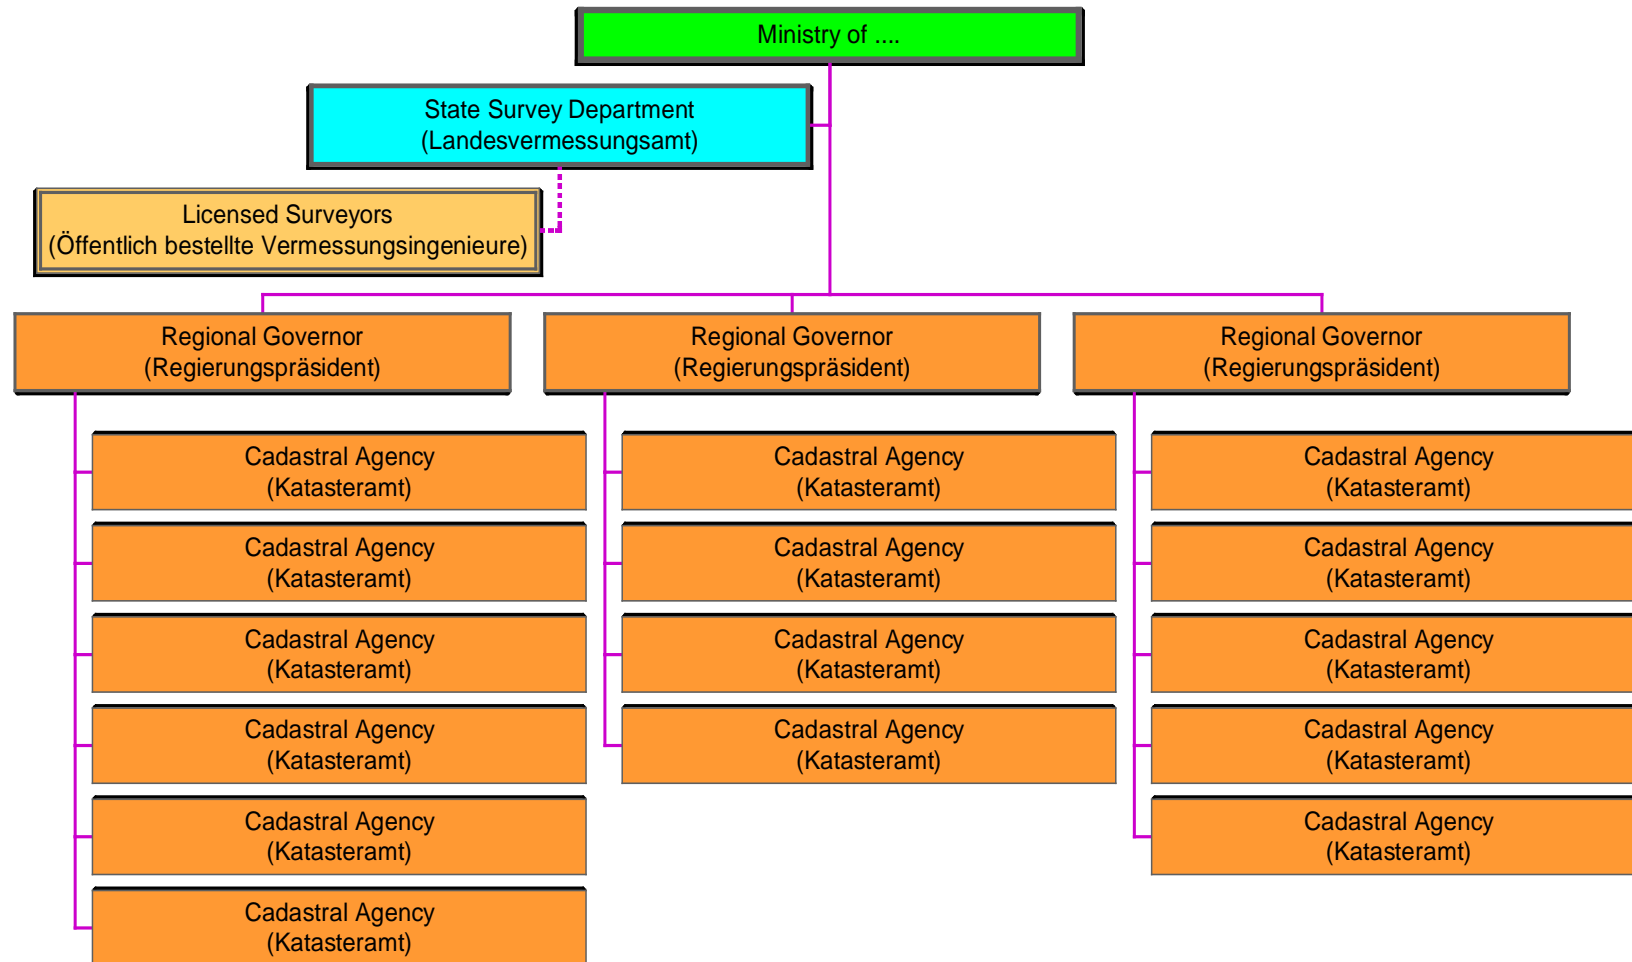 Ministry of ....
State Survey Department
(Landesvermessungsamt)
Licensed Surveyors
(Öffentlich bestellte Vermessungsingenieure)
Regional Governor
(Regierungspräsident)
Regional Governor
(Regierungspräsident)
Regional Governor
(Regierungspräsident)
Cadastral Agency
(Katasteramt)
Cadastral Agency
(Katasteramt)
Cadastral Agency
(Katasteramt)
Cadastral Agency
(Katasteramt)
Cadastral Agency
(Katasteramt)
Cadastral Agency
(Katasteramt)
Cadastral Agency
(Katasteramt)
Cadastral Agency
(Katasteramt)
Cadastral Agency
(Katasteramt)
Cadastral Agency
(Katasteramt)
Cadastral Agency
(Katasteramt)
Cadastral Agency
(Katasteramt)
Cadastral Agency
(Katasteramt)
Cadastral Agency
(Katasteramt)
Cadastral Agency
(Katasteramt)